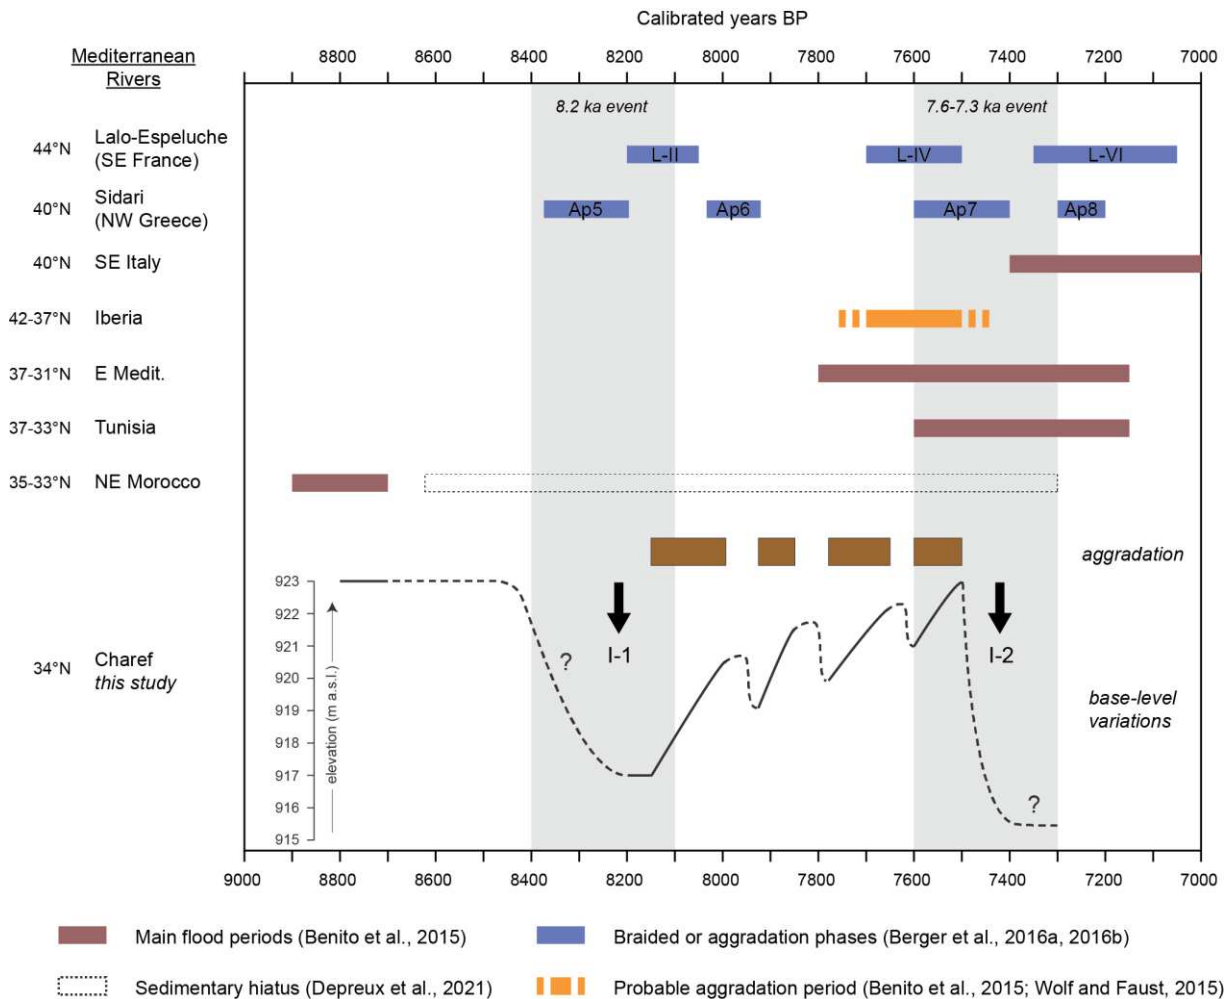 Calibrated years BP
Mediterranean
Rivers
8800 8600 8400 8200 8000 7800 7600 7400 7200 7000
8.2 ka event
7.6-7.3 ka event
44°N
Lalo-Espeluche
(SE France)
L-II
L-IV
L-VI
40°N
Sidari
(NW Greece)
Ap5
Ap6
Ap7
Ap8
40°N SE Italy
42-37°N Iberia
37-31°N E Medit.
37-33°N Tunisia
35-33°N NE Morocco
aggradation
923
922
921
920
919
918
917
916
915
elevation (m a.s.l.)
?
I-1
I-2
34°N
Charef
this study
base-level
variations
?
9000 8800 8600 8400 8200 8000 7800 7600 7400 7200 7000
Main flood periods (Benito et al., 2015)
Braided or aggradation phases (Berger et al., 2016a, 2016b)
Sedimentary hiatus (Depreux et al., 2021)
Probable aggradation period (Benito et al., 2015; Wolf and Faust, 2015)